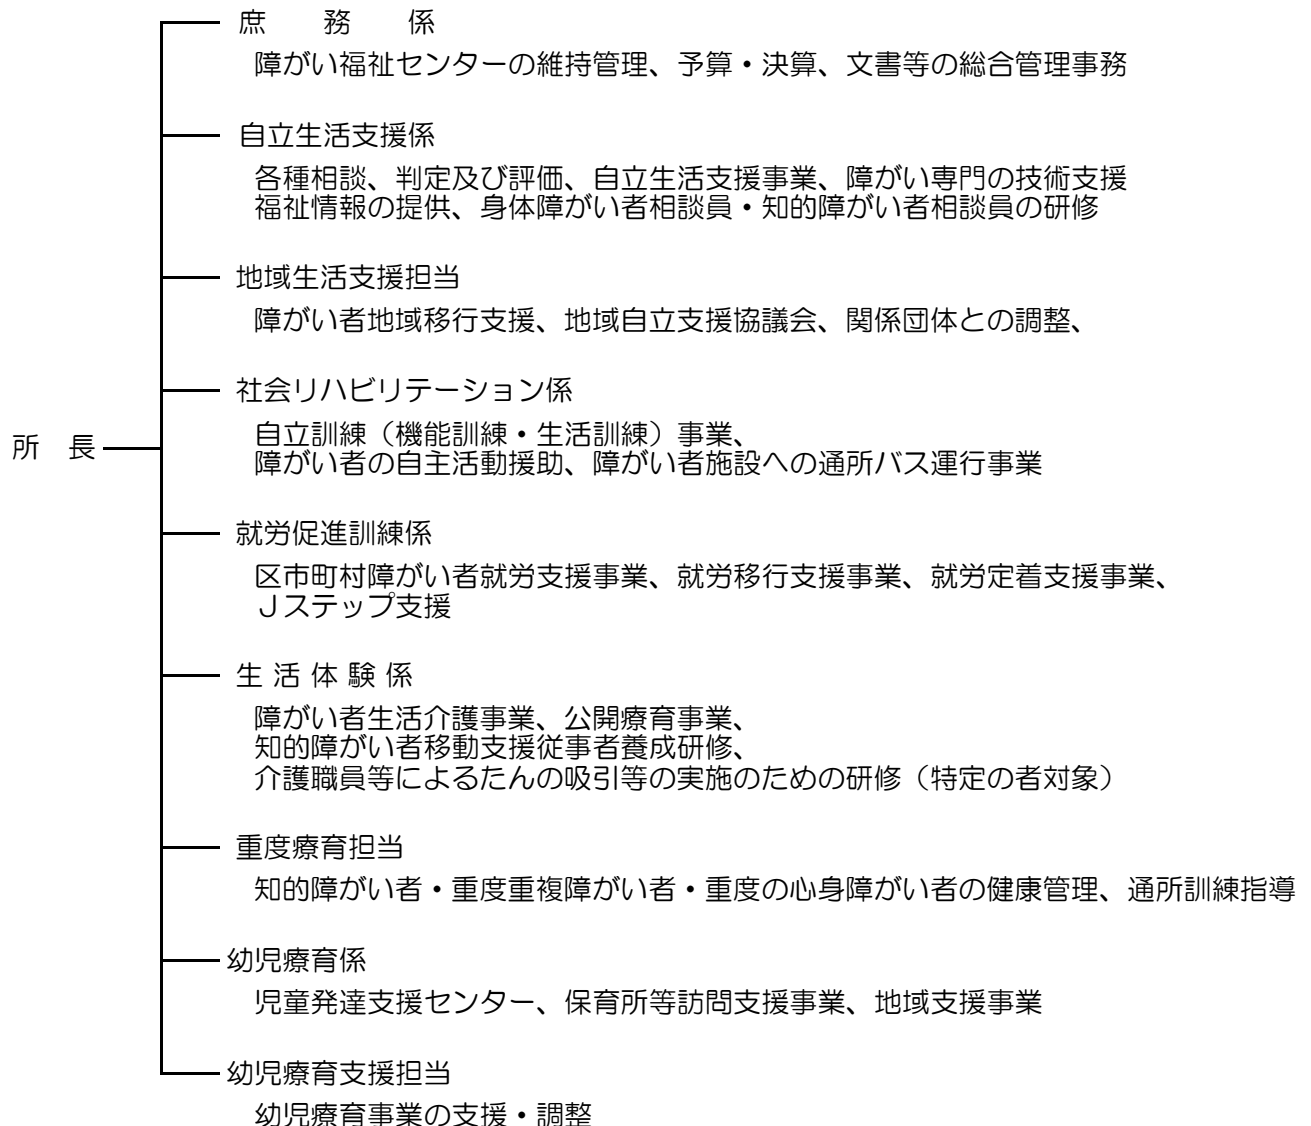 庶　務　係
障がい福祉センターの維持管理、予算・決算、文書等の総合管理事務
自立生活支援係
各種相談、判定及び評価、自立生活支援事業、障がい専門の技術支援
福祉情報の提供、身体障がい者相談員・知的障がい者相談員の研修
地域生活支援担当
障がい者地域移行支援、地域自立支援協議会、関係団体との調整、
社会リハビリテーション係
所　長
自立訓練（機能訓練・生活訓練）事業、
障がい者の自主活動援助、障がい者施設への通所バス運行事業
就労促進訓練係
区市町村障がい者就労支援事業、就労移行支援事業、就労定着支援事業、
Ｊステップ支援
生 活 体 験 係
障がい者生活介護事業、公開療育事業、
知的障がい者移動支援従事者養成研修、
介護職員等によるたんの吸引等の実施のための研修（特定の者対象）
重度療育担当
知的障がい者・重度重複障がい者・重度の心身障がい者の健康管理、通所訓練指導
幼児療育係
児童発達支援センター、保育所等訪問支援事業、地域支援事業
幼児療育支援担当
幼児療育事業の支援・調整